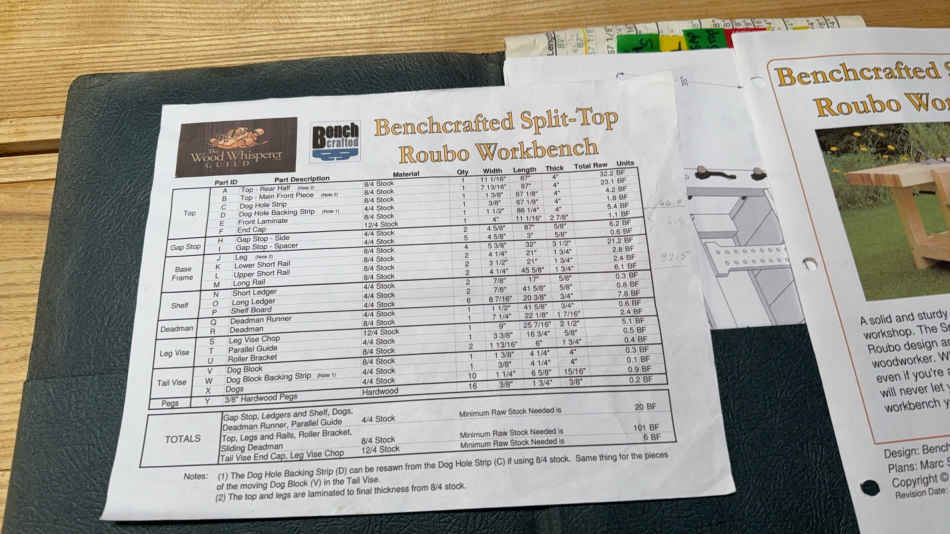 The
Wood Whisperer
GUILD
Bench
crafted
Benchcrafted Split-Top
Roubo Workbench
Part ID Part Description Material Qty Width Length Thick Total Raw Units
Top
A Top - Rear Half (Note 2) 8/4 Stock 1 11 1/16" 87" 4" 32.2 BF
B Top - Main Front Piece (Note 2) 8/4 Stock 1 7 13/16" 87" 4" 23.1 BF
C Dog Hole Strip 8/4 Stock 1 1 3/8" 67 1/8" 4" 4.2 BF
D Dog Hole Backing Strip (Note 1) 4/4 Stock 1 3/8" 67 1/8" 4" 1.8 BF
E Front Laminate 8/4 Stock 1 1 1/2" 88 1/4" 4" 5.4 BF
F End Cap 12/4 Stock 1 4" 11 1/16" 2 7/8" 1.1 BF
Gap Stop
H Gap Stop - Side 4/4 Stock 2 4 5/8" 87" 5/8" 6.2 BF
I Gap Stop - Spacer 4/4 Stock 5 4 5/8" 3" 5/8" 0.6 BF
Base
Frame
J Leg (Note 2) 8/4 Stock 4 5 3/8" 32" 3 1/2" 21.2 BF
K Lower Short Rail 8/4 Stock 2 4 1/4" 21" 1 3/4" 2.8 BF
L Upper Short Rail 8/4 Stock 2 3 1/2" 21" 1 3/4" 2.4 BF
M Long Rail 8/4 Stock 2 4 1/4" 45 5/8" 1 3/4" 6.1 BF
Shelf
N Short Ledger 4/4 Stock 2 7/8" 17" 5/8" 0.3 BF
O Long Ledger 4/4 Stock 2 7/8" 41 5/8" 5/8" 0.6 BF
P Shelf Board 4/4 Stock 6 8 7/16" 20 3/8" 3/4" 7.8 BF
Deadman
Q Deadman Runner 4/4 Stock 1 1 1/2" 41 5/8" 3/4" 0.6 BF
R Deadman 8/4 Stock 1 7 1/4" 22 1/8" 1 7/16" 2.4 BF
Leg Vise
S Leg Vise Chop 12/4 Stock 1 9" 25 7/16" 2 1/2" 5.1 BF
T Parallel Guide 4/4 Stock 1 3 3/8" 16 3/4" 5/8" 0.5 BF
U Roller Bracket 8/4 Stock 2 1 13/16" 6" 1 3/4" 0.4 BF
Tail Vise
V Dog Block 8/4 Stock 1 1 3/8" 4 1/4" 4" 0.3 BF
W Dog Block Backing Strip (Note 1) 4/4 Stock 1 3/8" 4 1/4" 4" 0.1 BF
X Dogs 4/4 Stock 10 1 1/4" 6 5/8" 15/16" 0.9 BF
Pegs
Y 3/8" Hardwood Pegs Hardwood 16 3/8" 1 3/4" 3/8" 0.2 BF
TOTALS
Gap Stop, Ledgers and Shelf, Dogs,
Deadman Runner, Parallel Guide 4/4 Stock Minimum Raw Stock Needed is 20 BF
Top, Legs and Rails, Roller Bracket,
Sliding Deadman 8/4 Stock Minimum Raw Stock Needed is 101 BF
Tail Vise End Cap, Leg Vise Chop 12/4 Stock Minimum Raw Stock Needed is 6 BF
Notes: (1) The Dog Hole Backing Strip (D) can be resawn from the Dog Hole Strip (C) if using 8/4 stock. Same thing for the pieces
of the moving Dog Block (V) in the Tail Vise.
(2) The top and legs are laminated to final thickness from 8/4 stock.
Benchcrafted S
Roubo Wo
A solid and sturdy
workshop. The
Roubo design
woodworker.
even if you're
will never let
workbench
Design: Bench
Plans: Marc
Copyright ©
Revision Date: